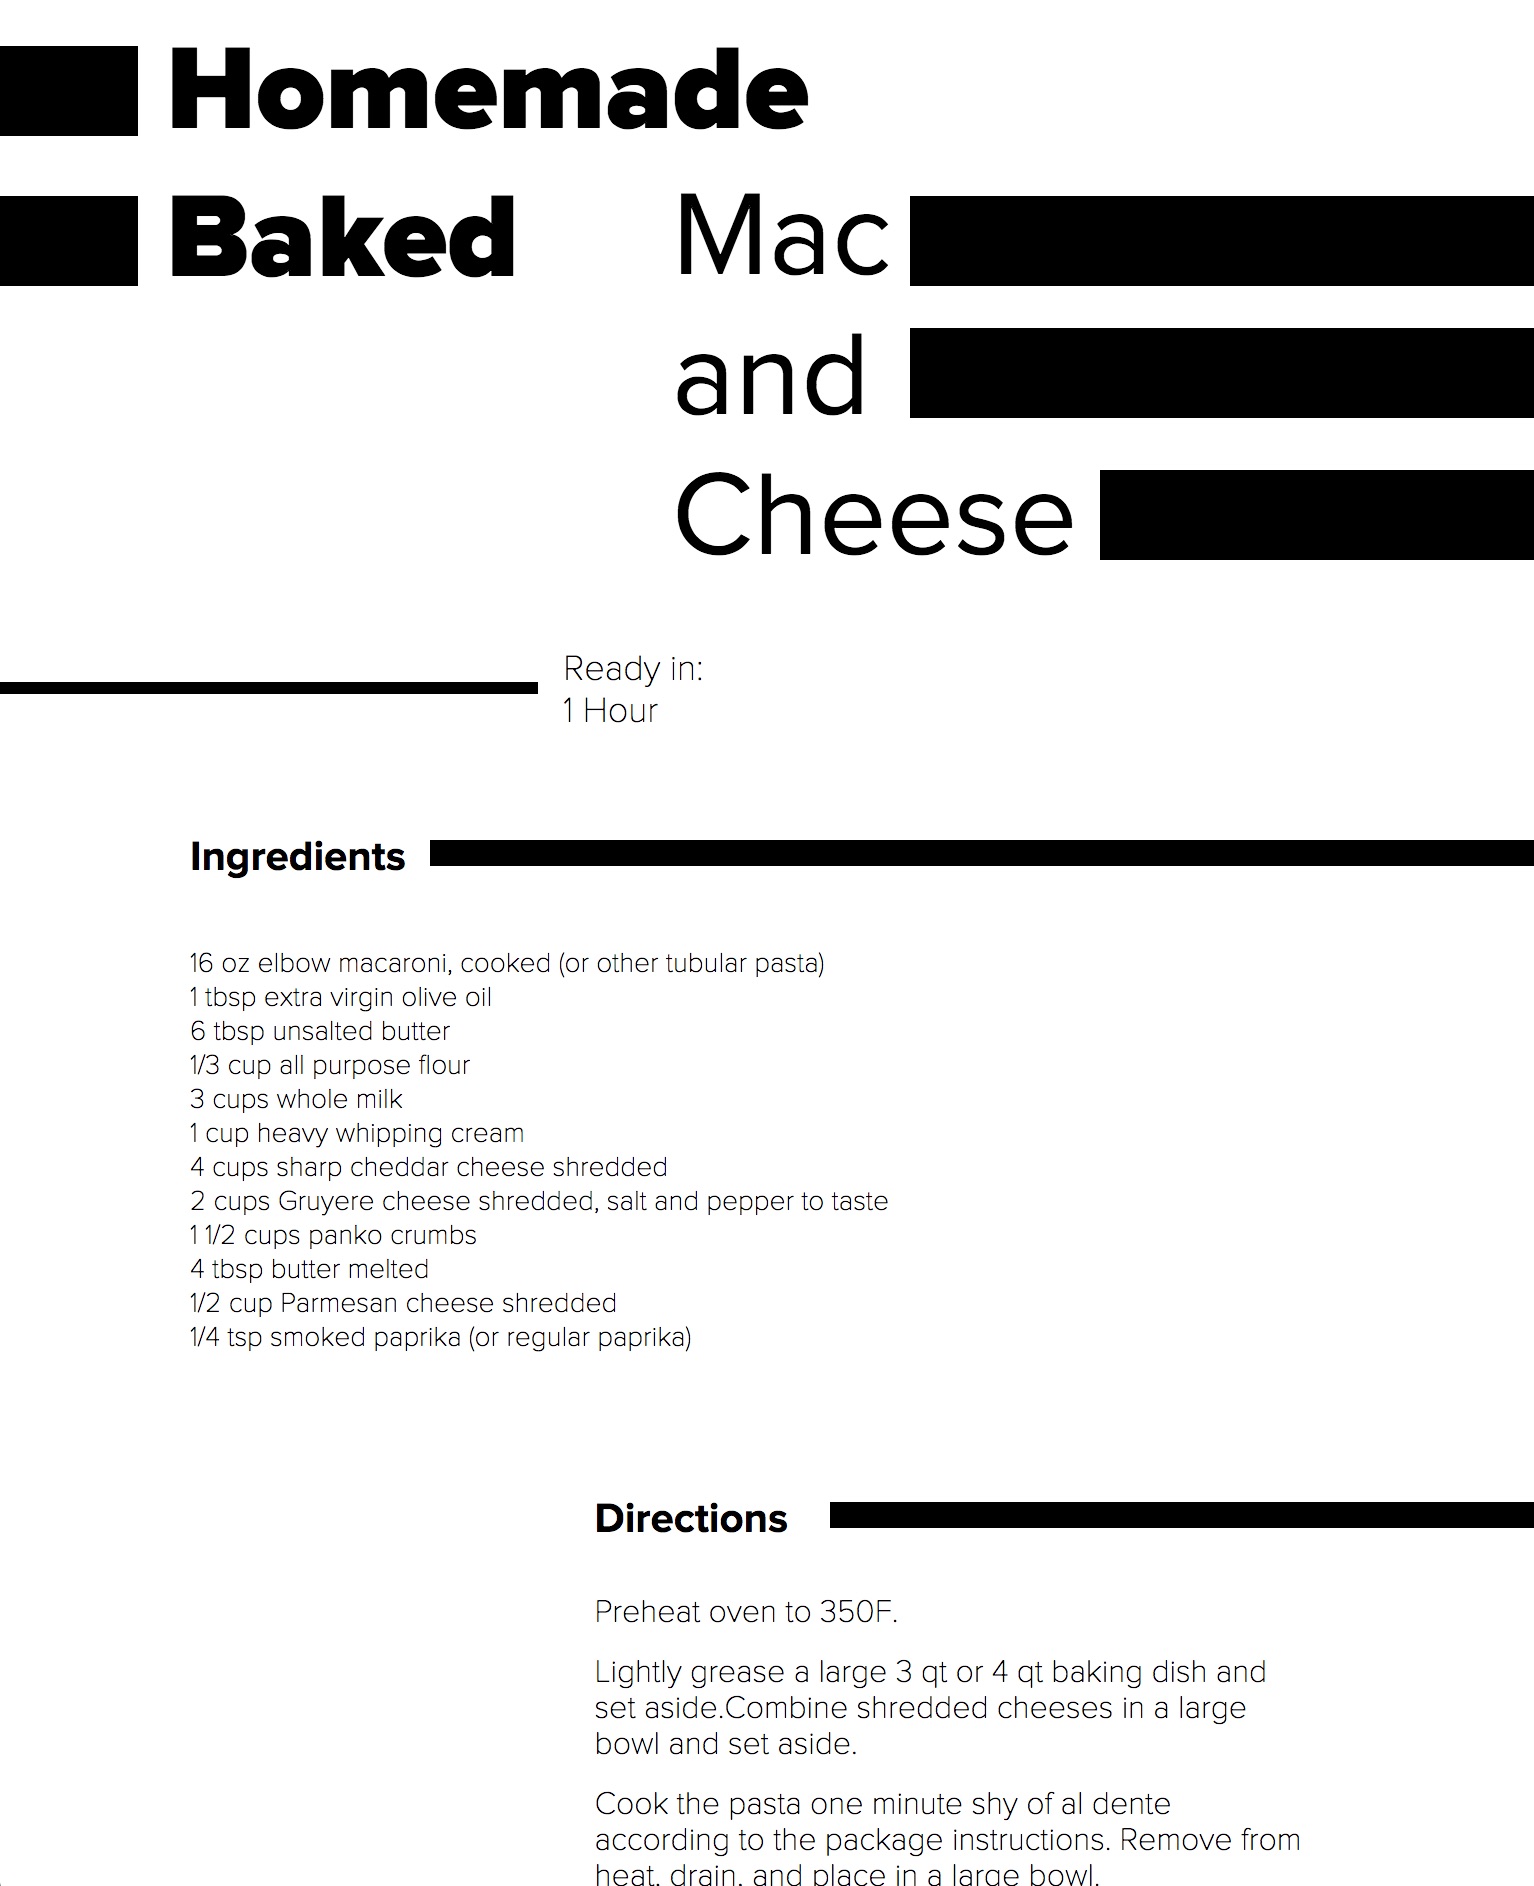 Homemade
Baked
Mac
and
Cheese
Ready in:
1 Hour
Ingredients
16 oz elbow macaroni, cooked (or other tubular pasta)
1 tbsp extra virgin olive oil
6 tbsp unsalted butter
1/3 cup all purpose flour
3 cups whole milk
1 cup heavy whipping cream
4 cups sharp cheddar cheese shredded
2 cups Gruyere cheese shredded, salt and pepper to taste
1 1/2 cups panko crumbs
4 tbsp butter melted
1/2 cup Parmesan cheese shredded
1/4 tsp smoked paprika (or regular paprika)
Directions
Preheat oven to 350F.
Lightly grease a large 3 qt or 4 qt baking dish and
set aside.Combine shredded cheeses in a large
bowl and set aside.
Cook the pasta one minute shy of al dente
according to the package instructions. Remove from
heat, drain, and place in a large bowl.